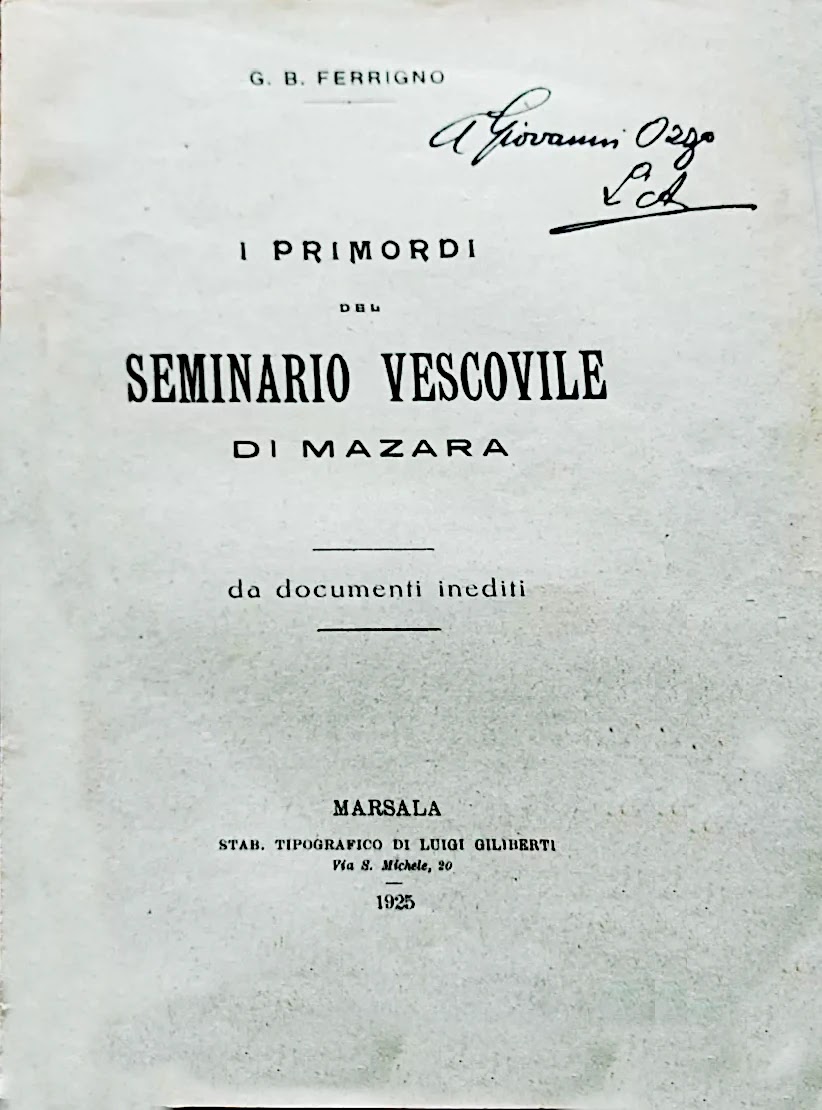 G. B. FERRIGNO
A Giovanni Ozgo
L'A
I PRIMORDI
DEL
SEMINARIO VESCOVILE
DI MAZARA
da documenti inediti
MARSALA
STAB. TIPOGRAFICO DI LUIGI GILIBERTI
Via S. Michele, 20
1925